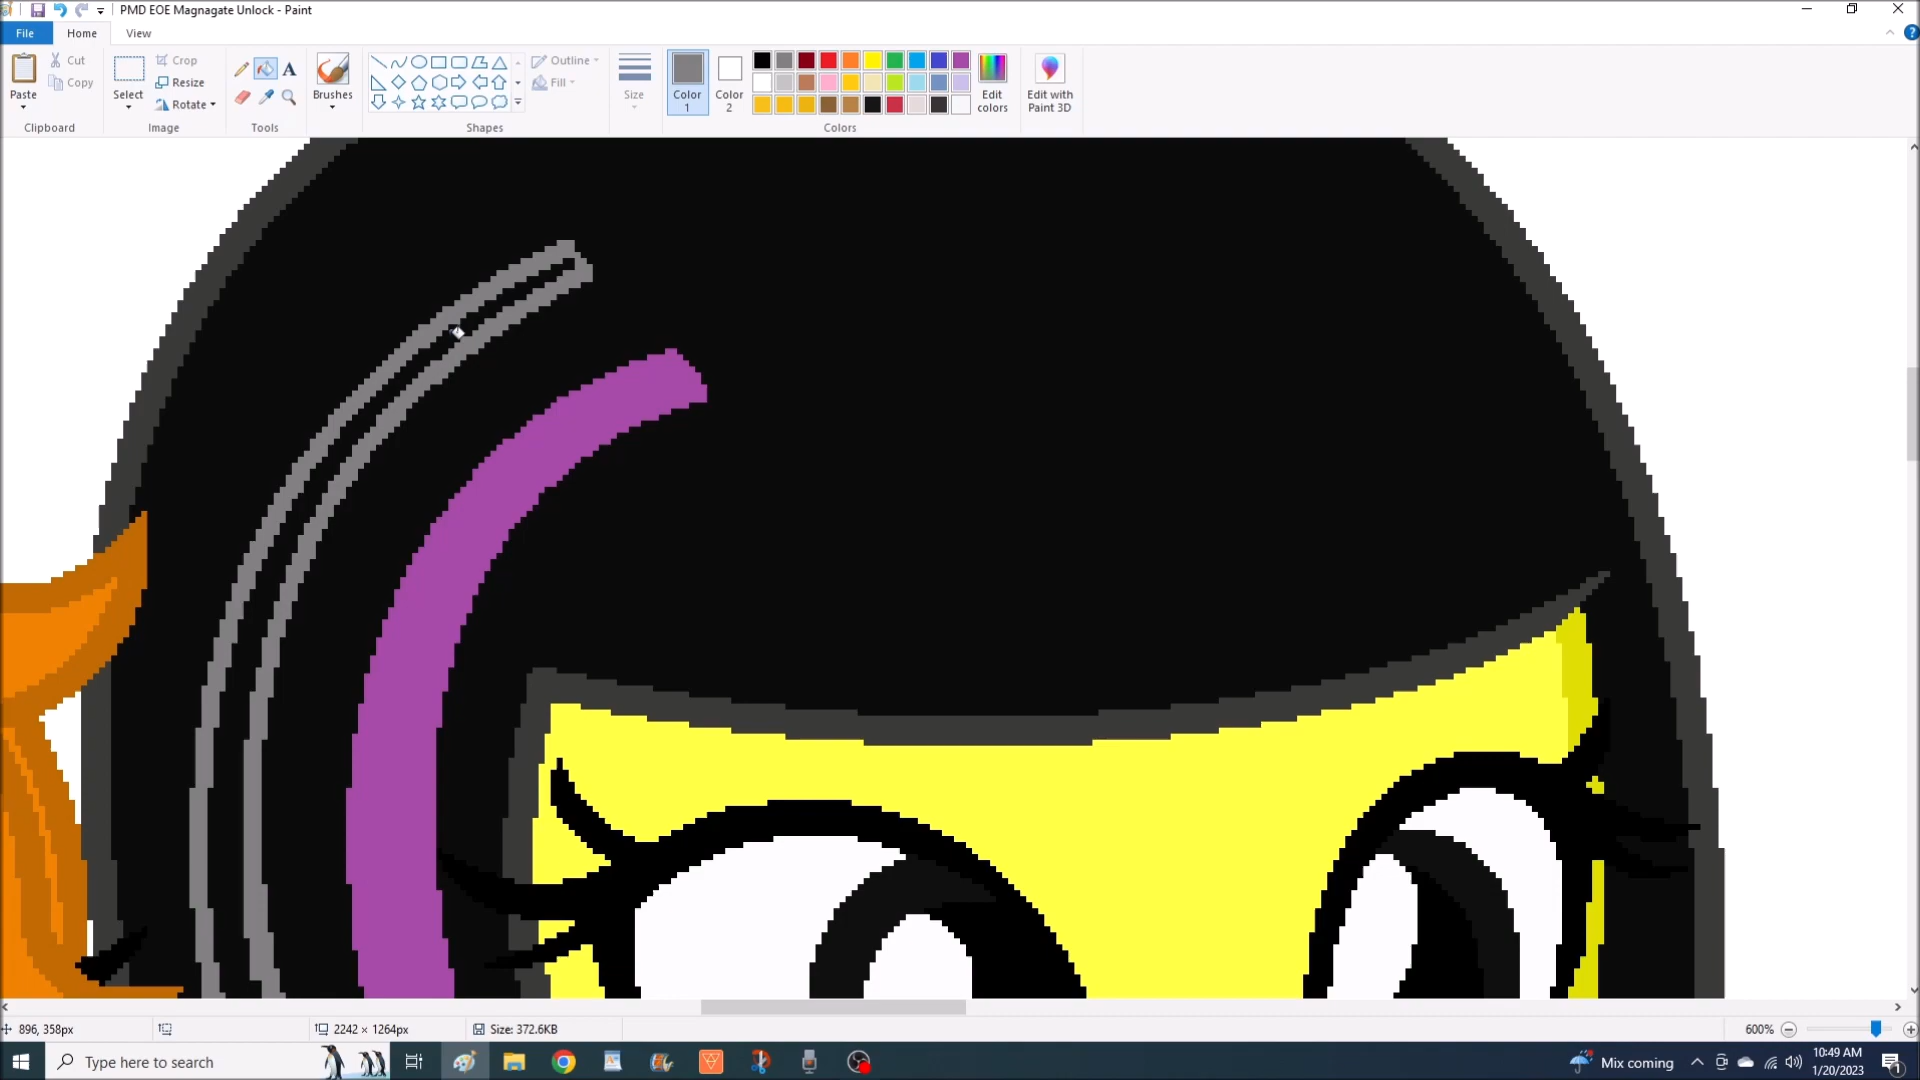 PMD EOE Magnagate Unlock - Paint
File
Home
View
Paste
Cut
Copy
Clipboard
Select
Crop
Resize
Rotate
Image
A
Tools
Brushes
Outline
Fill
Shapes
Size
Color
1
Color
2
Edit
colors
Colors
Edit with
Paint 3D
896, 358px
2242 × 1264px
Size: 372.6KB
600%
Type here to search
Mix coming
10:49 AM
1/20/2023
1